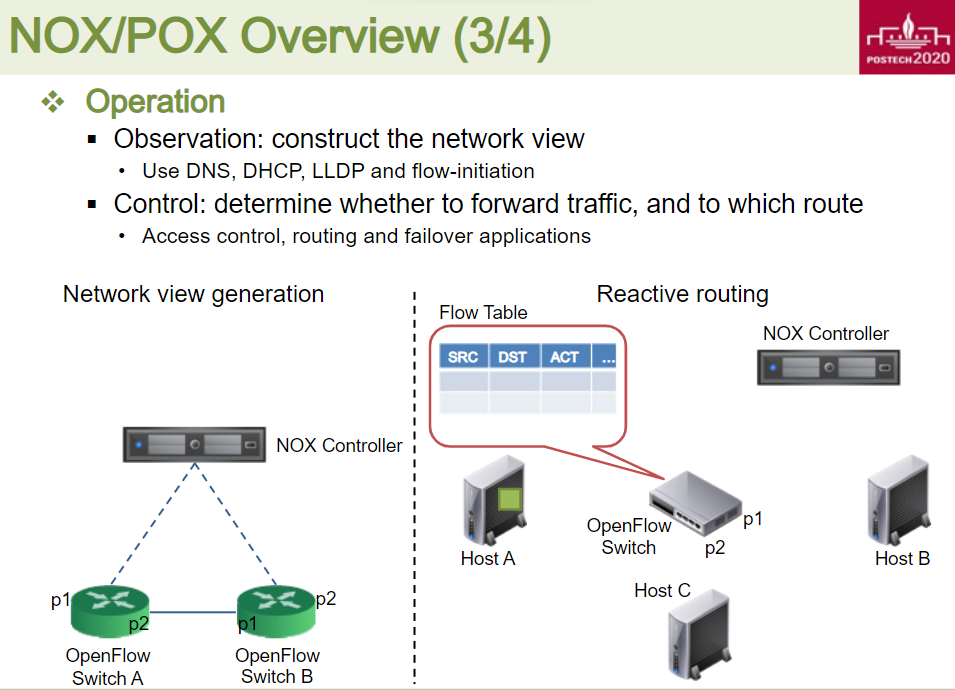 NOX/POX Overview (3/4)
POSTECH 2020
Operation
Observation: construct the network view
Use DNS, DHCP, LLDP and flow-initiation
Control: determine whether to forward traffic, and to which route
Access control, routing and failover applications
Network view generation
NOX Controller
p1
p2
p1
p2
OpenFlow
Switch A
OpenFlow
Switch B
Reactive routing
Flow Table
SRC DST ACT ...
NOX Controller
Host A
OpenFlow
Switch
p1
p2
Host B
Host C